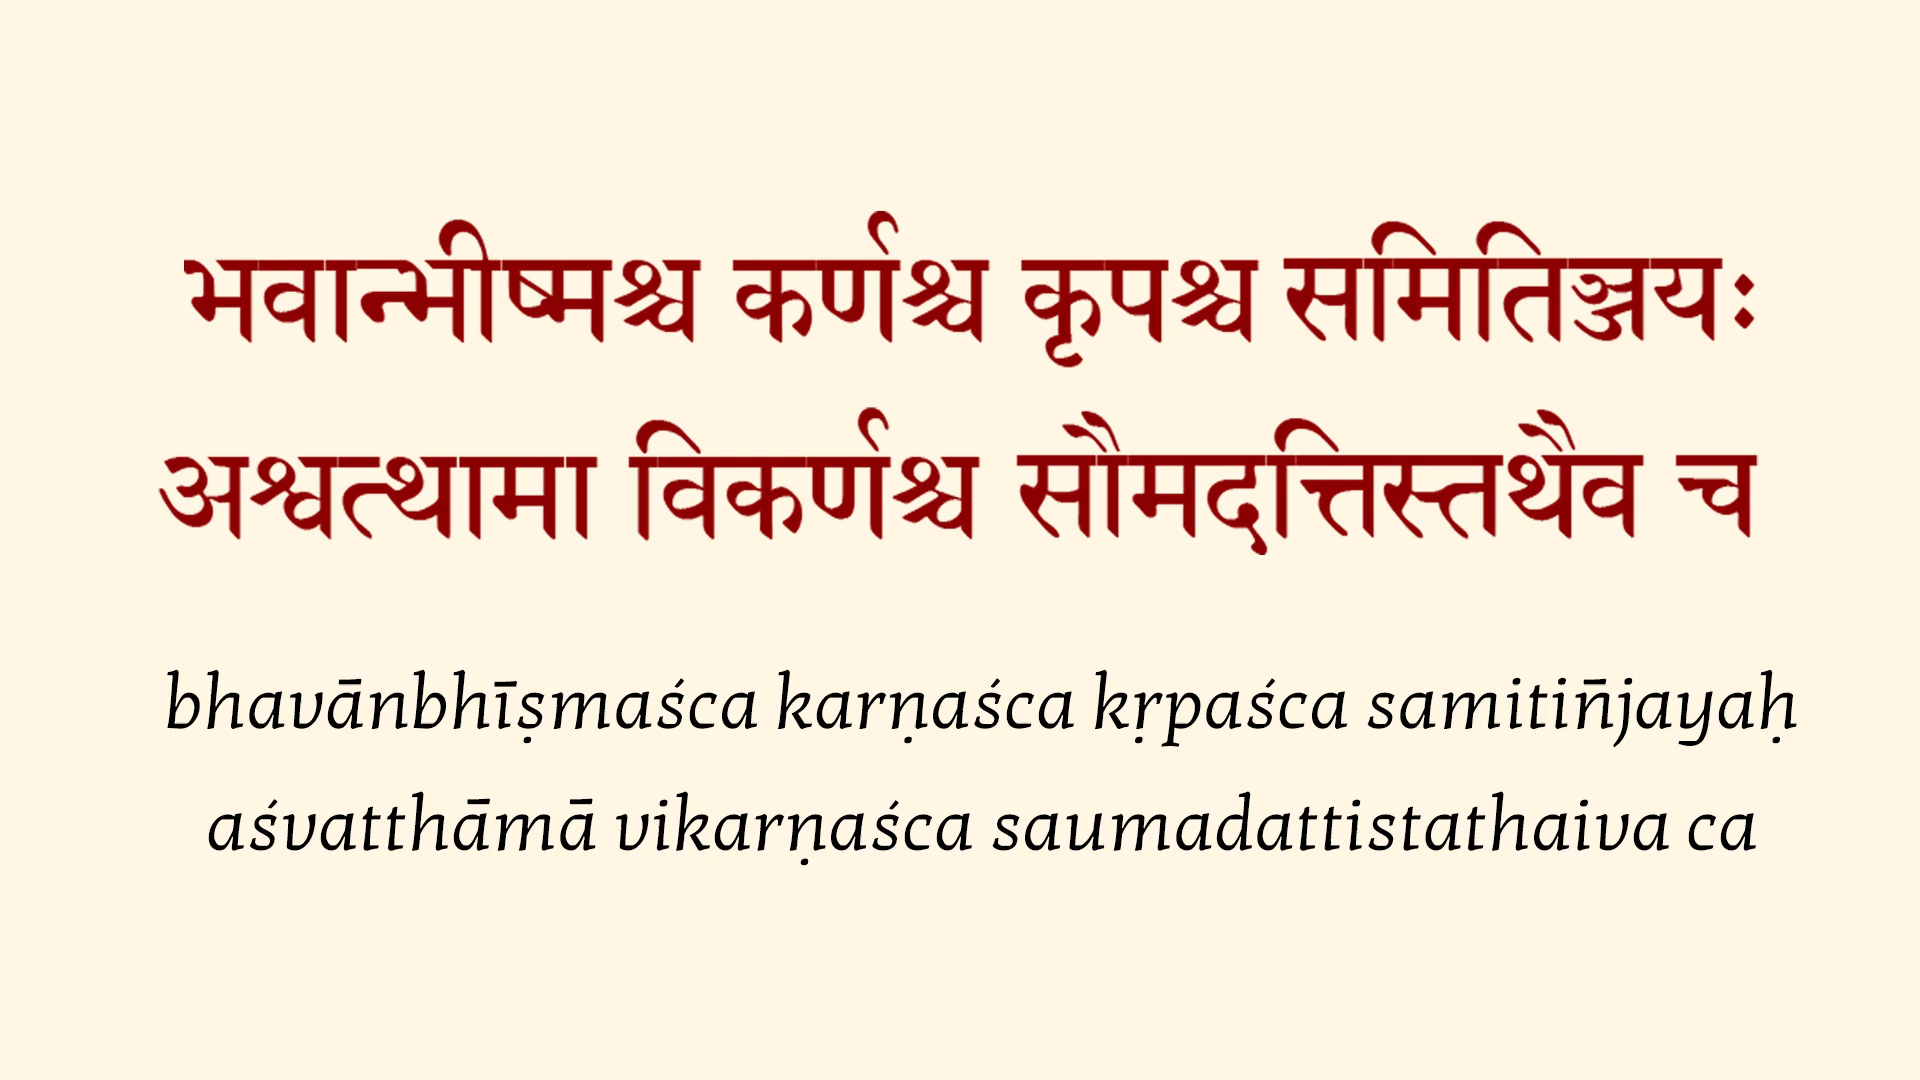 भवान्भीष्मश्च कर्णश्च कृपश्च समितिञ्जयः
अश्वत्थामा विकर्णश्च सौमदत्तिस्तथैव च
bhavānbhīṣmaśca karṇaśca kṛpaśca samitiñjayaḥ
aśvatthāmā vikarṇaśca saumadattistathaiva ca